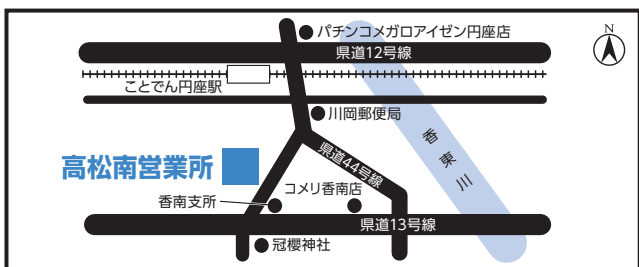 パチンコメガロアイゼン円座店
N
県道12号線
ことでん円座駅
川岡郵便局
香東川
県道44号線
高松南営業所
コメリ香南店
香南支所
県道13号線
冠櫻神社